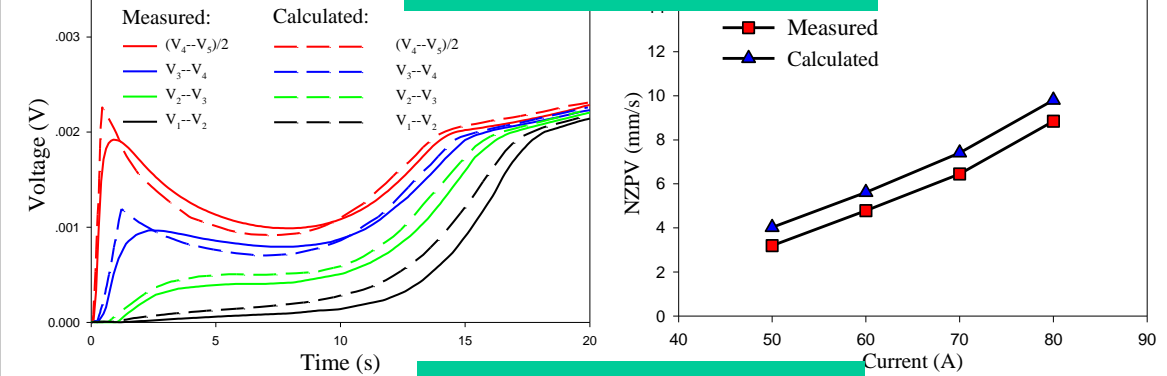 Measured:
Calculated:
(V4--V5)/2
(V4--V5)/2
V3--V4
V3--V4
V2--V3
V2--V3
V1--V2
V1--V2
.003
.002
.001
0.000
Voltage (V)
0
5
10
15
20
Time (s)
Measured
Calculated
12
10
8
6
4
2
0
NZPV (mm/s)
40
50
60
70
80
90
Current (A)